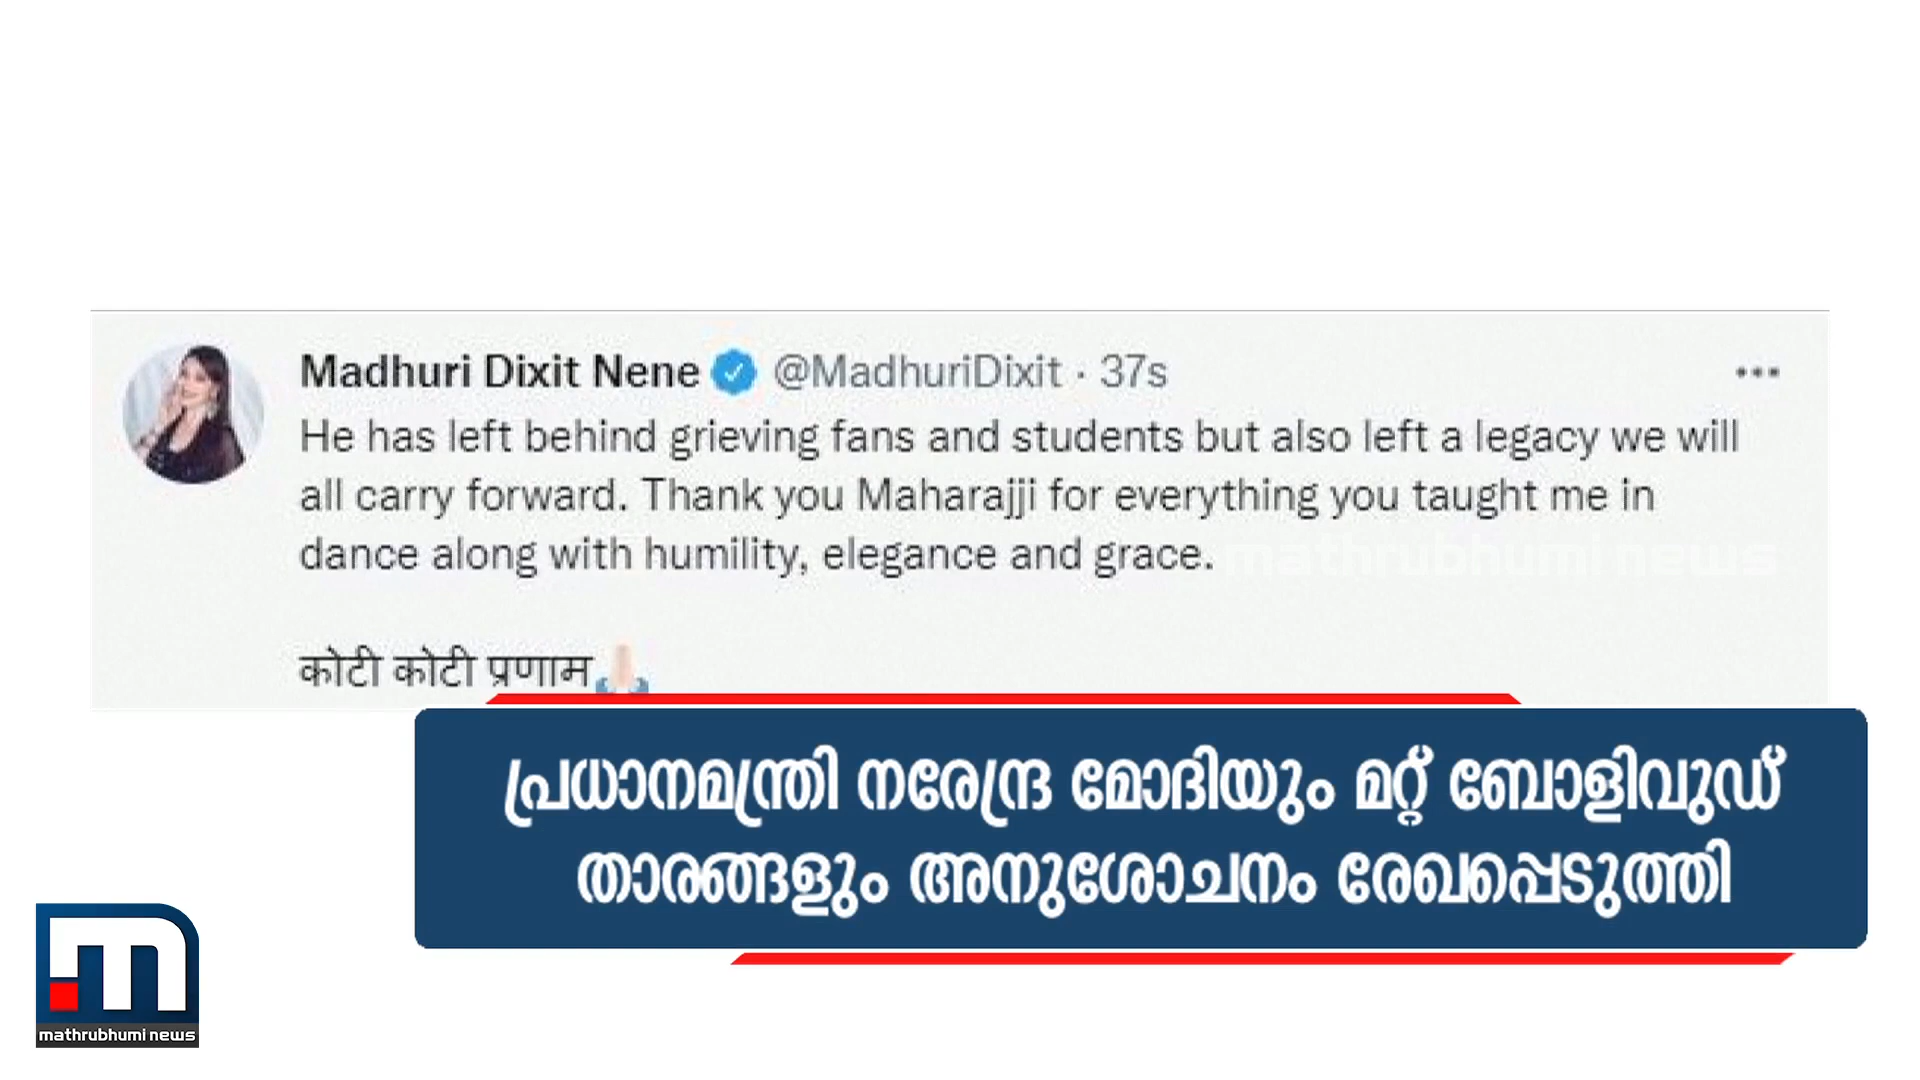 Madhuri Dixit Nene @MadhuriDixit · 37s
He has left behind grieving fans and students but also left a legacy we will
all carry forward. Thank you Maharajji for everything you taught me in
dance along with humility, elegance and grace.
mathrubhumi news
कोटी कोटी प्रणाम🙏🏻
പ്രധാനമന്ത്രി നരേന്ദ്ര മോദിയും മറ്റ് ബോളിവുഡ്
താരങ്ങളും അനുശോചനം രേഖപ്പെടുത്തി
mathrubhumi news